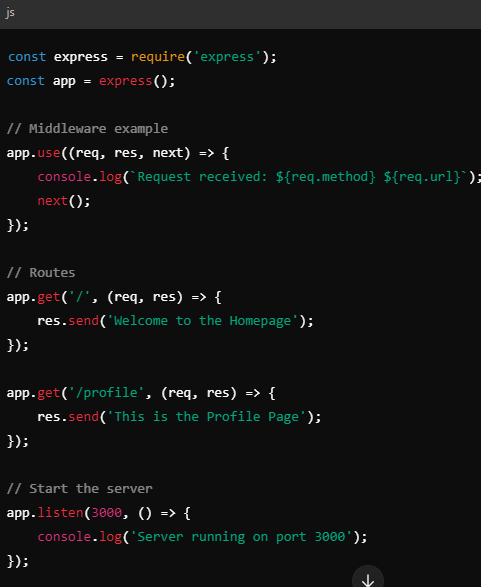 js
const express = require('express');
const app = express();
// Middleware example
app.use((req, res, next) => {
    console.log(`Request received: ${req.method} ${req.url}`);
    next();
});
// Routes
app.get('/', (req, res) => {
    res.send('Welcome to the Homepage');
});
app.get('/profile', (req, res) => {
    res.send('This is the Profile Page');
});
// Start the server
app.listen(3000, () => {
    console.log('Server running on port 3000');
});